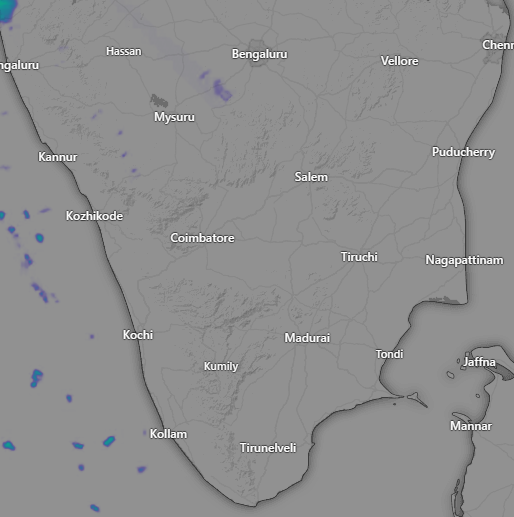 Hassan
Bengaluru
Chenn
ngaluru
Vellore
Mysuru
Kannur
Puducherry
Salem
Kozhikode
Coimbatore
Tiruchi
Nagapattinam
Kochi
Madurai
Tondi
Kumily
Jaffna
Kollam
Mannar
Tirunelveli